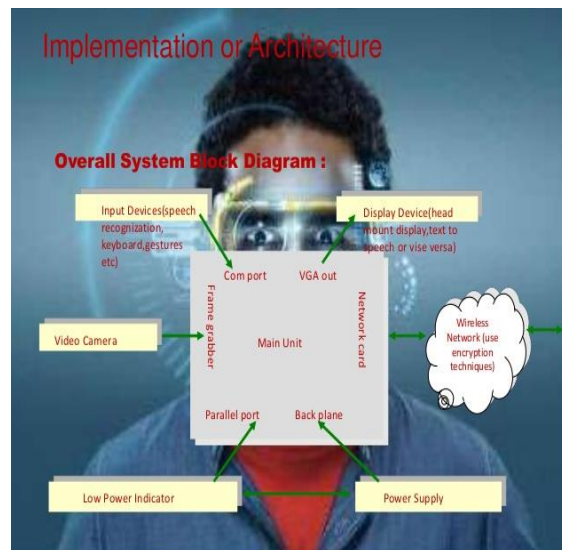 Implementation or Architecture
Overall System Block Diagram :
Input Devices(speech
recognization,
keyboard,gestures
etc)
Display Device(head
mount display,text to
speech or vise versa)
Com port
VGA out
Frame grabber
Network card
Main Unit
Video Camera
Wireless
Network (use
encryption
techniques)
Parallel port
Back plane
Low Power Indicator
Power Supply